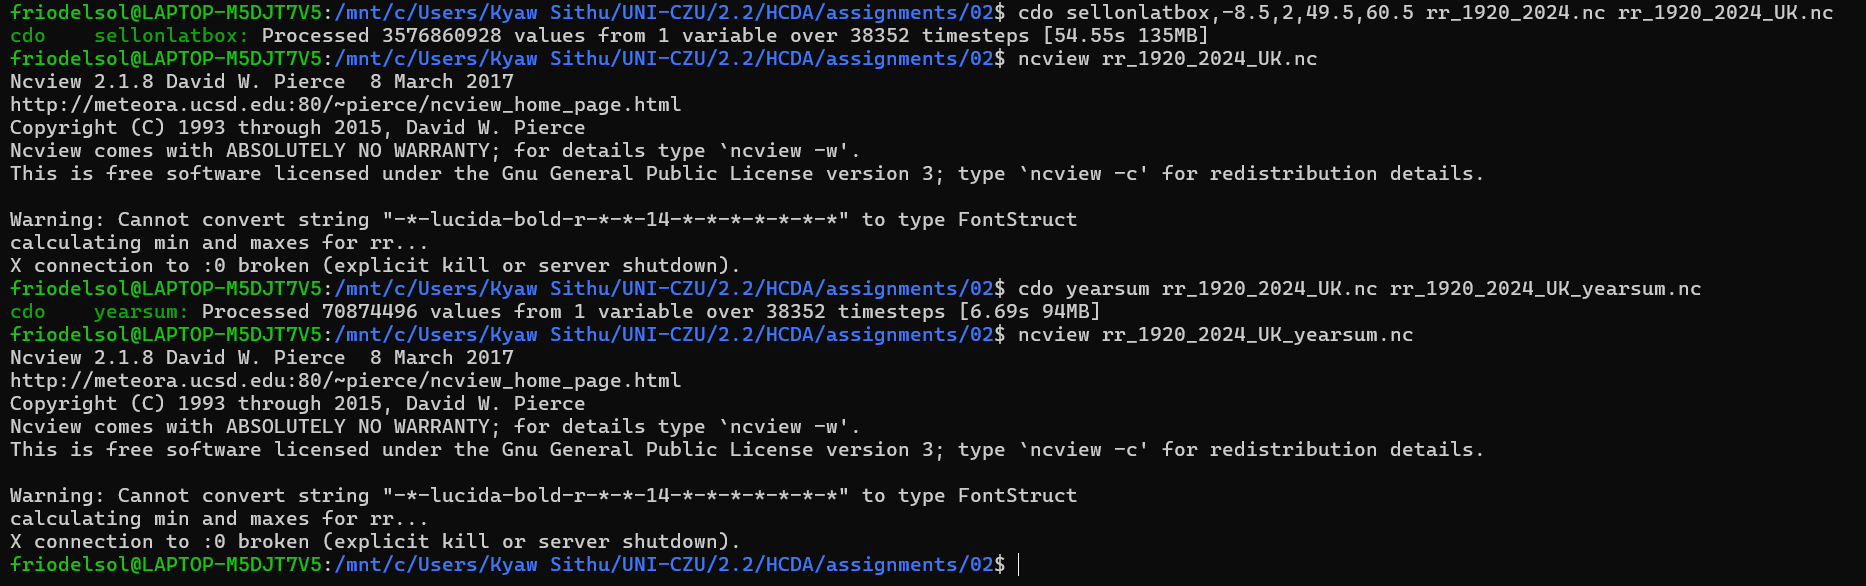 friodelsol@LAPTOP-M5DJT7V5:/mnt/c/Users/Kyaw Sithu/UNI-CZU/2.2/HCDA/assignments/02$ cdo sellonlatbox,-8.5,2,49.5,60.5 rr_1920_2024.nc rr_1920_2024_UK.nc
cdo    sellonlatbox: Processed 3576860928 values from 1 variable over 38352 timesteps [54.55s 135MB]
friodelsol@LAPTOP-M5DJT7V5:/mnt/c/Users/Kyaw Sithu/UNI-CZU/2.2/HCDA/assignments/02$ ncview rr_1920_2024_UK.nc
Ncview 2.1.8 David W. Pierce  8 March 2017
http://meteora.ucsd.edu:80/~pierce/ncview_home_page.html
Copyright (C) 1993 through 2015, David W. Pierce
Ncview comes with ABSOLUTELY NO WARRANTY; for details type `ncview -w'.
This is free software licensed under the Gnu General Public License version 3; type `ncview -c' for redistribution details.

Warning: Cannot convert string "-*-lucida-bold-r-*-*-14-*-*-*-*-*-*-*" to type FontStruct
calculating min and maxes for rr...
X connection to :0 broken (explicit kill or server shutdown).
friodelsol@LAPTOP-M5DJT7V5:/mnt/c/Users/Kyaw Sithu/UNI-CZU/2.2/HCDA/assignments/02$ cdo yearsum rr_1920_2024_UK.nc rr_1920_2024_UK_yearsum.nc
cdo    yearsum: Processed 70874496 values from 1 variable over 38352 timesteps [6.69s 94MB]
friodelsol@LAPTOP-M5DJT7V5:/mnt/c/Users/Kyaw Sithu/UNI-CZU/2.2/HCDA/assignments/02$ ncview rr_1920_2024_UK_yearsum.nc
Ncview 2.1.8 David W. Pierce  8 March 2017
http://meteora.ucsd.edu:80/~pierce/ncview_home_page.html
Copyright (C) 1993 through 2015, David W. Pierce
Ncview comes with ABSOLUTELY NO WARRANTY; for details type `ncview -w'.
This is free software licensed under the Gnu General Public License version 3; type `ncview -c' for redistribution details.

Warning: Cannot convert string "-*-lucida-bold-r-*-*-14-*-*-*-*-*-*-*" to type FontStruct
calculating min and maxes for rr...
X connection to :0 broken (explicit kill or server shutdown).
friodelsol@LAPTOP-M5DJT7V5:/mnt/c/Users/Kyaw Sithu/UNI-CZU/2.2/HCDA/assignments/02$